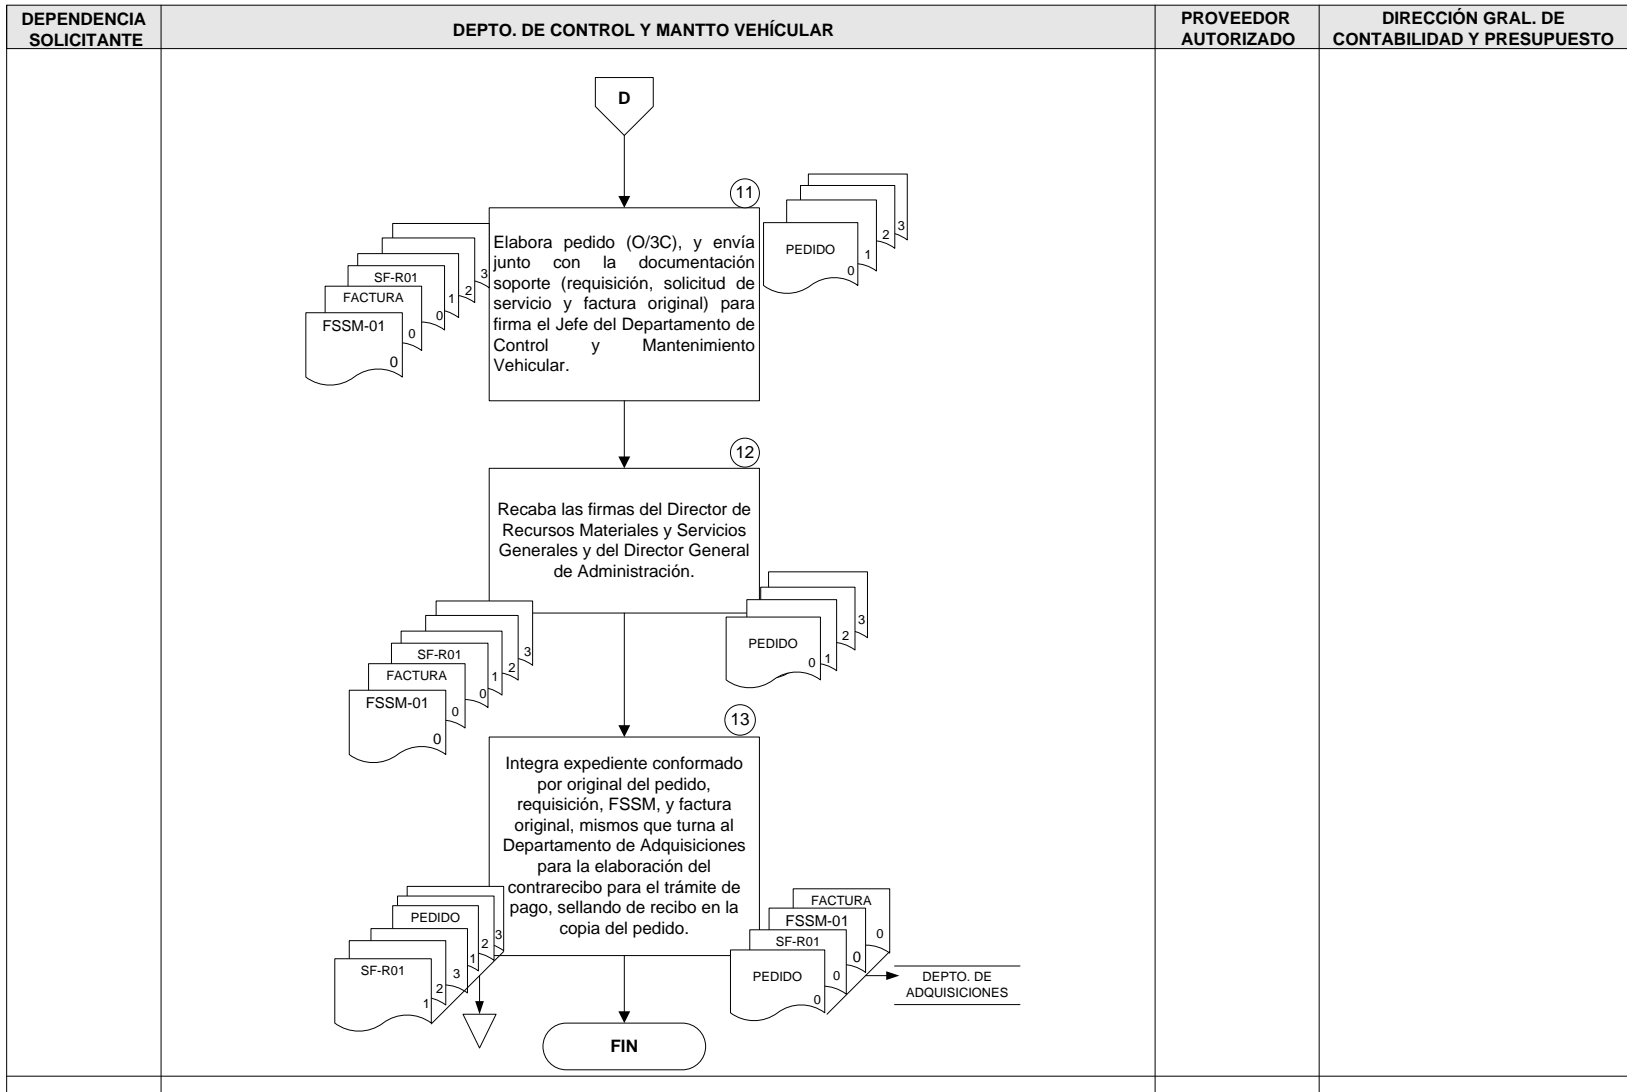 DEPENDENCIA
SOLICITANTE
DEPTO. DE CONTROL Y MANTTO VEHÍCULAR
PROVEEDOR
AUTORIZADO
DIRECCIÓN GRAL. DE
CONTABILIDAD Y PRESUPUESTO
D
11
Elabora pedido (O/3C), y envía
junto con la documentación
soporte (requisición, solicitud de
servicio y factura original) para
firma el Jefe del Departamento de
Control y Mantenimiento
Vehicular.
3
2
1
SF-R01
0
FACTURA
0
FSSM-01
0
3
2
1
PEDIDO
0
12
Recaba las firmas del Director de
Recursos Materiales y Servicios
Generales y del Director General
de Administración.
3
2
1
SF-R01
0
FACTURA
0
FSSM-01
0
3
2
1
PEDIDO
0
13
Integra expediente conformado
por original del pedido,
requisición, FSSM, y factura
original, mismos que turna al
Departamento de Adquisiciones
para la elaboración del
contrarecibo para el trámite de
pago, sellando de recibo en la
copia del pedido.
PEDIDO
3
2
1
3
2
SF-R01
1
FACTURA
0
FSSM-01
0
SF-R01
0
PEDIDO
0
DEPTO. DE
ADQUISICIONES
FIN